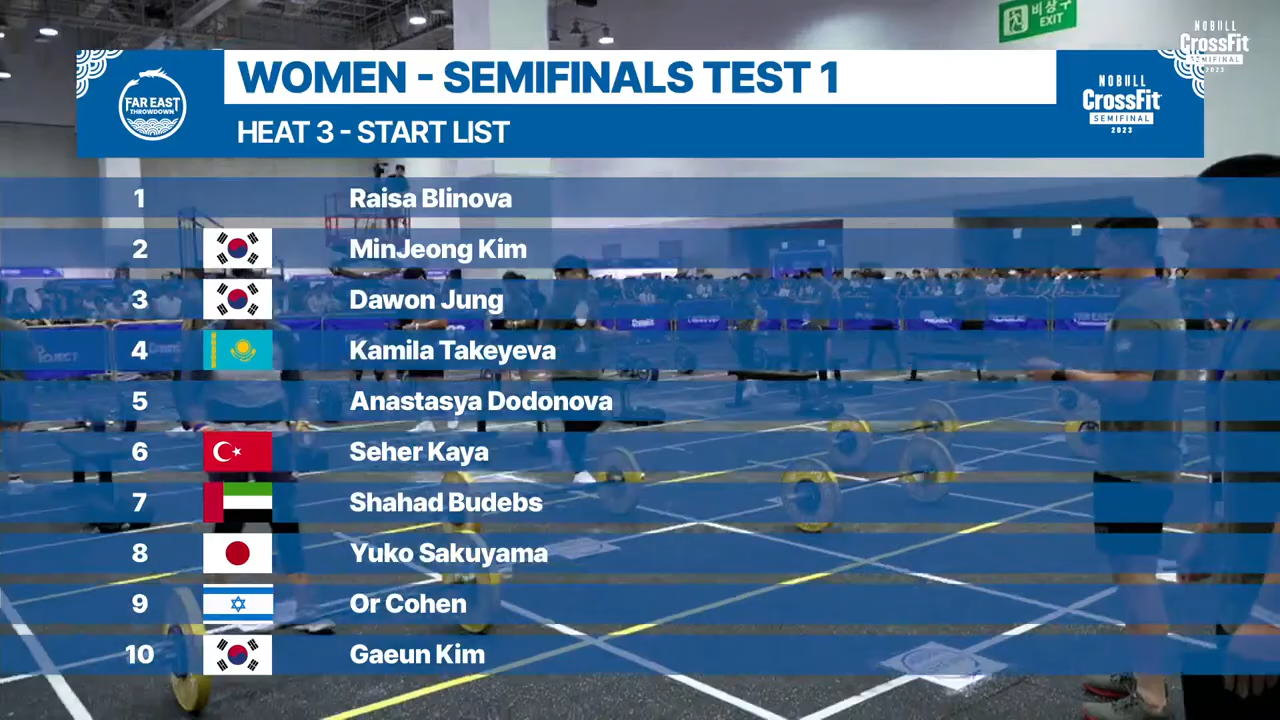 비상구
EXIT
NOBULL
CrossFit
SEMIFINAL
2023
FAR EAST
THROWDOWN
WOMEN - SEMIFINALS TEST 1
HEAT 3 - START LIST
NOBULL
CrossFit
SEMIFINAL
2023
1 Raisa Blinova
2 MinJeong Kim
3 Dawon Jung
4 Kamila Takeyeva
5 Anastasya Dodonova
6 Seher Kaya
7 Shahad Budebs
8 Yuko Sakuyama
9 Or Cohen
10 Gaeun Kim